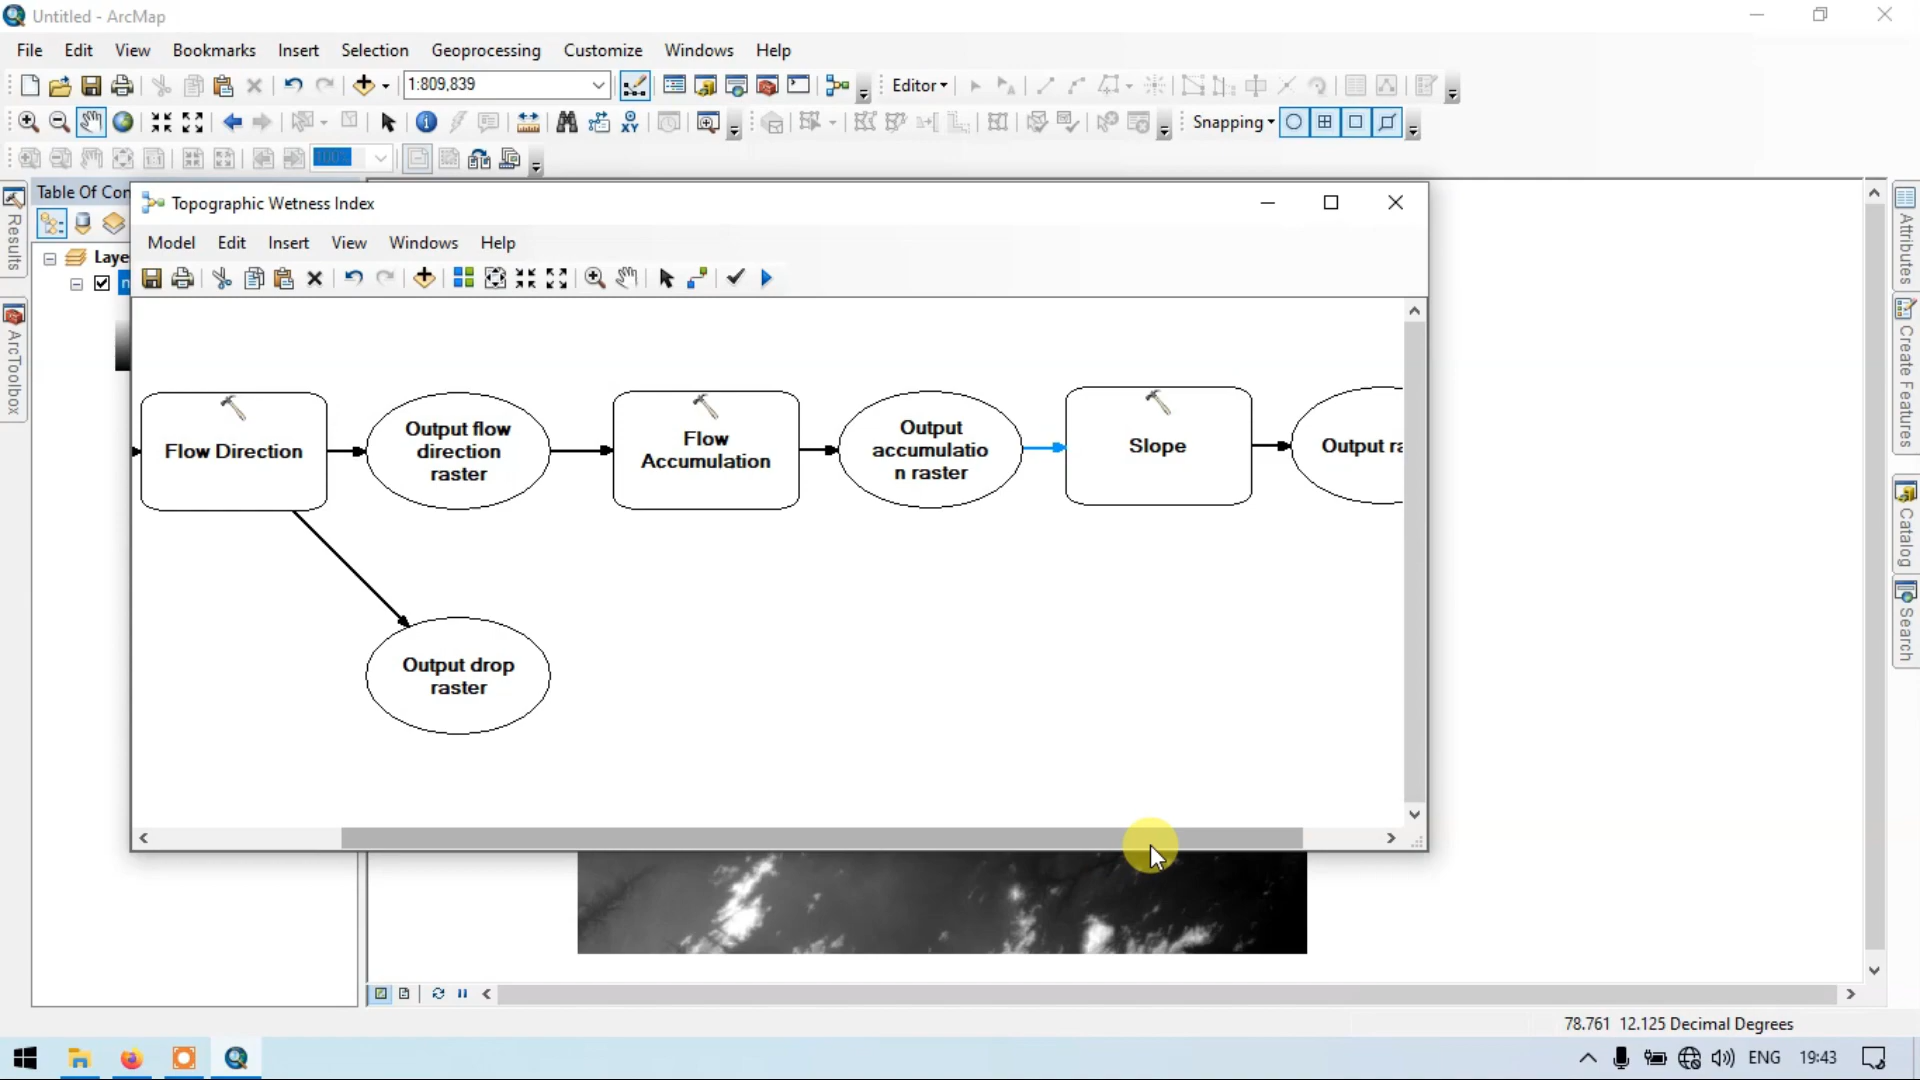 Untitled - ArcMap
File Edit View Bookmarks Insert Selection Geoprocessing Customize Windows Help
1:809,839
Editor
Snapping
100%
Table Of Con
Results
ArcToolbox
Laye
Topographic Wetness Index
Model Edit Insert View Windows Help
Flow Direction
Output flow
direction
raster
Flow
Accumulation
Output
accumulatio
n raster
Slope
Output ra
Output drop
raster
Attributes
Create Features
Catalog
Search
78.761 12.125 Decimal Degrees
ENG
19:43